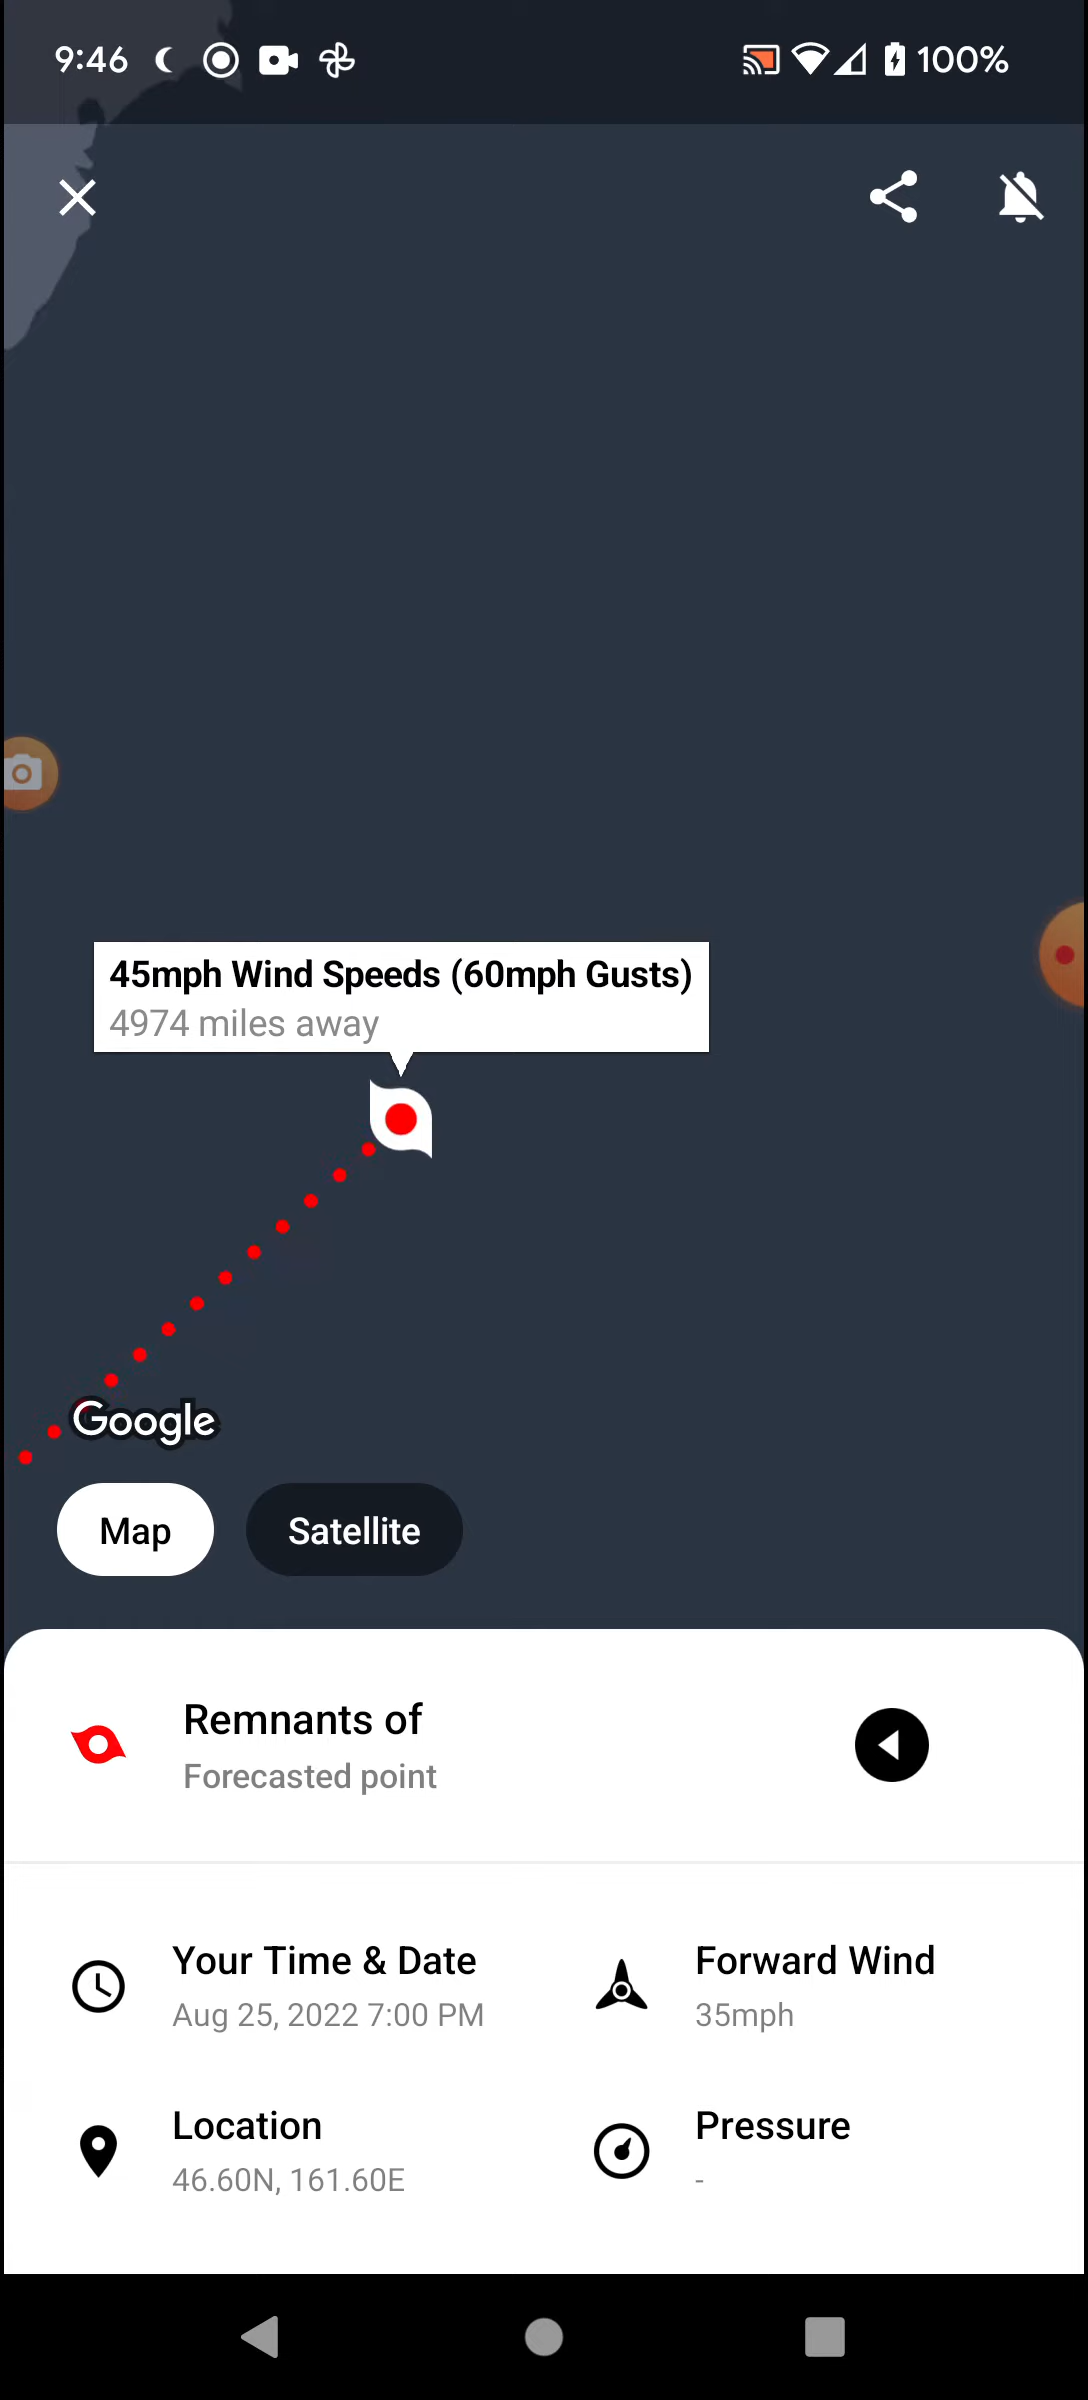 9:46
100%
45mph Wind Speeds (60mph Gusts)
4974 miles away
Google
Map
Satellite
Remnants of
Forecasted point
Your Time & Date
Aug 25, 2022 7:00 PM
Forward Wind
35mph
Location
46.60N, 161.60E
Pressure
-